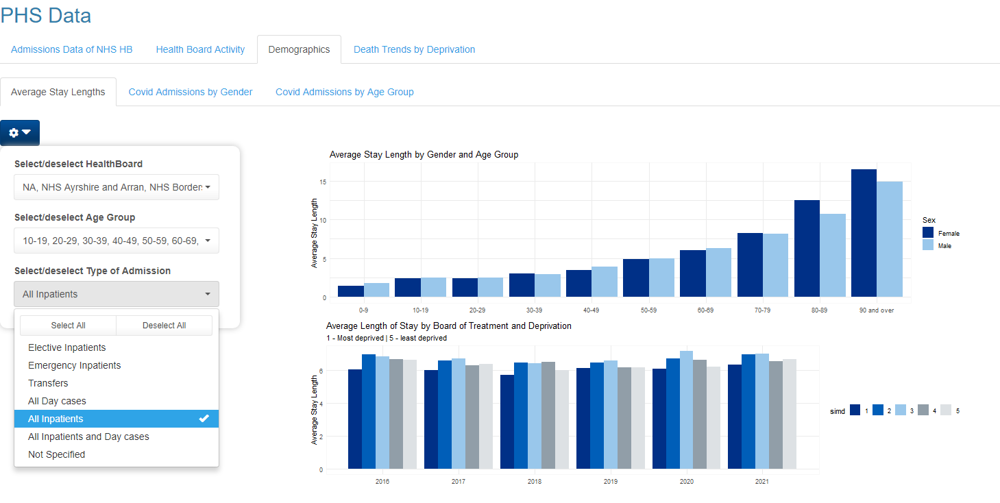 PHS Data
Admissions Data of NHS HB
Health Board Activity
Demographics
Death Trends by Deprivation
Average Stay Lengths
Covid Admissions by Gender
Covid Admissions by Age Group
Select/deselect HealthBoard
NA, NHS Ayrshire and Arran, NHS Borders
Select/deselect Age Group
10-19, 20-29, 30-39, 40-49, 50-59, 60-69,
Select/deselect Type of Admission
All Inpatients
Select All
Deselect All
Elective Inpatients
Emergency Inpatients
Transfers
All Day cases
All Inpatients
All Inpatients and Day cases
Not Specified
Average Stay Length by Gender and Age Group
Average Stay Length
15
10
5
0
0-9
10-19
20-29
30-39
40-49
50-59
60-69
70-79
80-89
90 and over
Sex
Female
Male
Average Length of Stay by Board of Treatment and Deprivation
1 - Most deprived | 5 - least deprived
Average Stay Length
6
4
2
0
2016
2017
2018
2019
2020
2021
simd
1
2
3
4
5